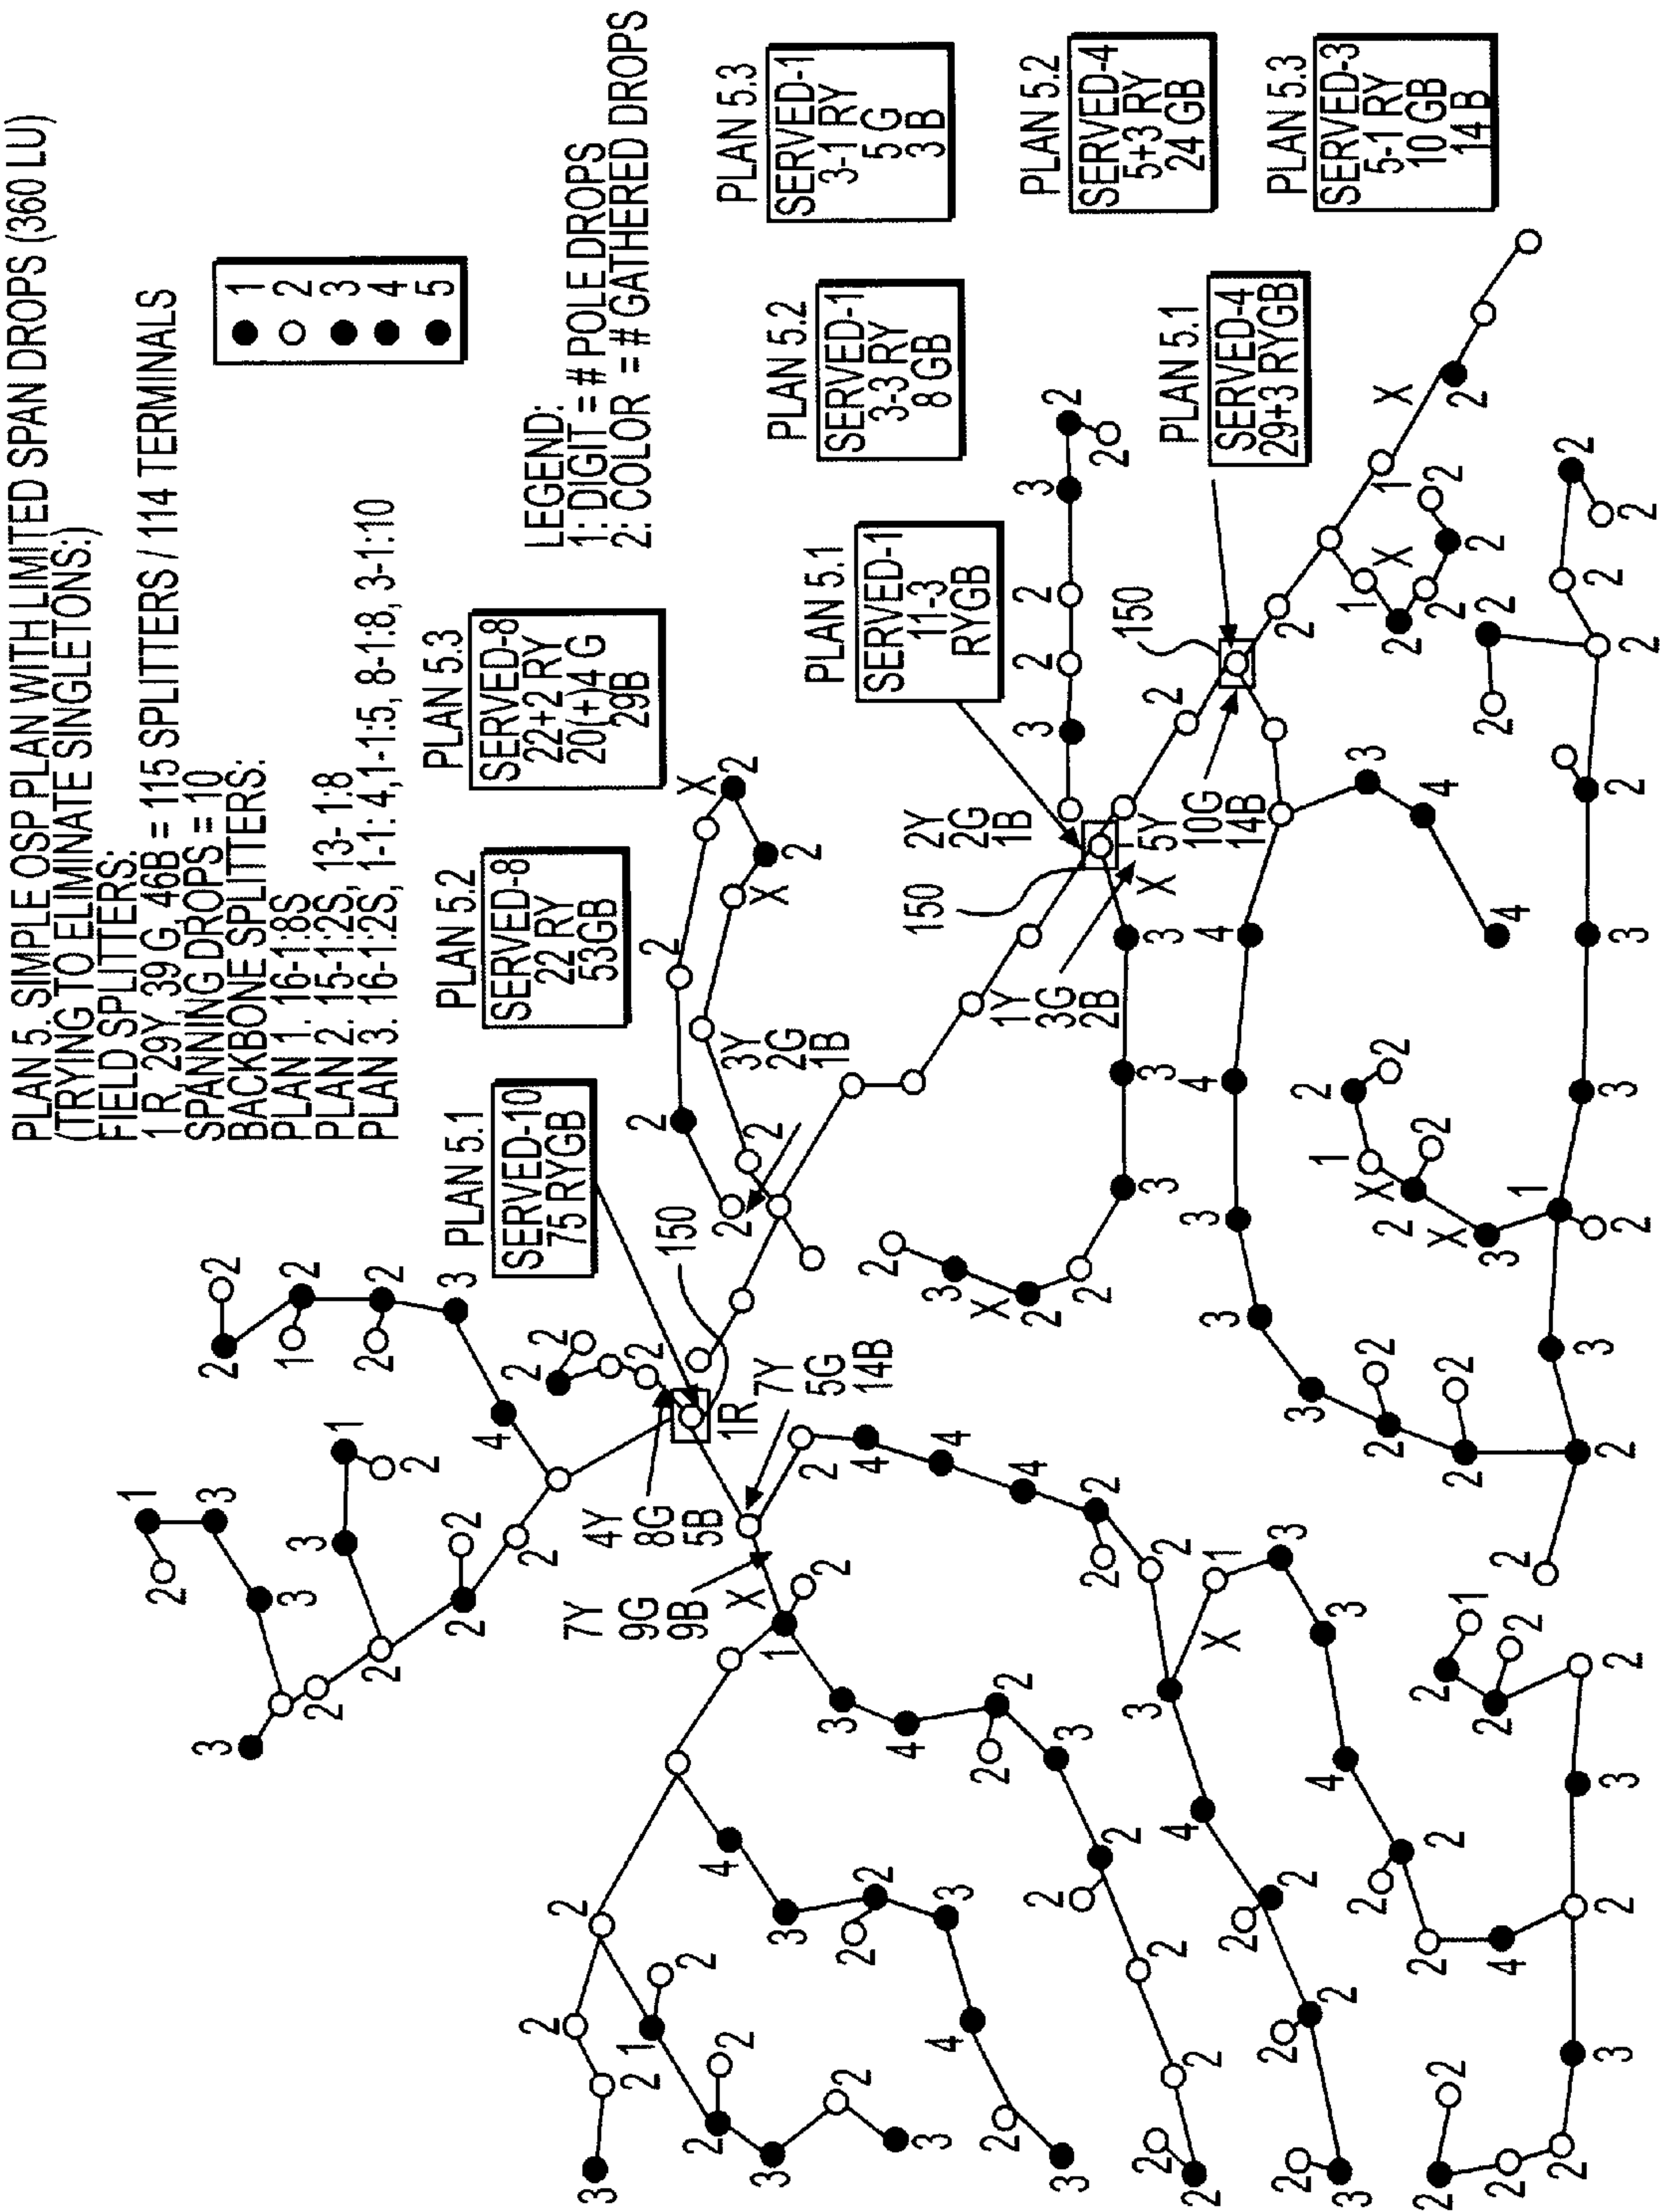 PLAN 5. SIMPLE OSP PLAN WITH LIMITED SPAN DROPS (360 LU)
(TRYING TO ELIMINATE SINGLETONS:)
FIELD SPLITTERS:
1 R, 29Y, 39 G, 46B = 115 SPLITTERS / 114 TERMINALS
SPANNING DROPS = 10
BACKBONE SPLITTERS:
PLAN 1. 16-1:8S
PLAN 2. 15-1:2S, 13-1:8
PLAN 3. 16-1:2S, 1-1: 4,1-1:5, 8-1:8, 3-1:10
1
2
3
4
5
LEGEND:
1: DIGIT = # POLE DROPS
2: COLOR = # GATHERED DROPS
PLAN 5.1
SERVED-10
75 RYGB
PLAN 5.2
SERVED-8
22 RY
53GB
PLAN 5.3
SERVED-8
22+2 RY
20(+)4 G
29B
PLAN 5.1
SERVED-1
11-3
RYGB
PLAN 5.2
SERVED-1
3-3 RY
8 GB
PLAN 5.3
SERVED-1
3-1 RY
5 G
3 B
PLAN 5.1
SERVED-4
29+3 RYGB
PLAN 5.2
SERVED-4
5+3 RY
24 GB
PLAN 5.3
SERVED-3
5-1 RY
10 GB
14 B
150
150
150
1R
7Y
5G
14B
4Y
8G
5B
7Y
9G
9B
3Y
2G
1B
2Y
2G
1B
1Y
3G
2B
5Y
10G
14B
X
X
X
X
X
X
X
X
X
X